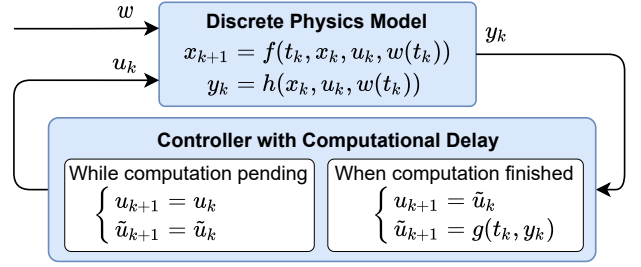 w
Discrete Physics Model
x_{k+1} = f(t_k, x_k, u_k, w(t_k))
y_k = h(x_k, u_k, w(t_k))
y_k
u_k
Controller with Computational Delay
While computation pending
{ u_{k+1} = u_k
ũ_{k+1} = ũ_k
When computation finished
{ u_{k+1} = ũ_k
ũ_{k+1} = g(t_k, y_k)